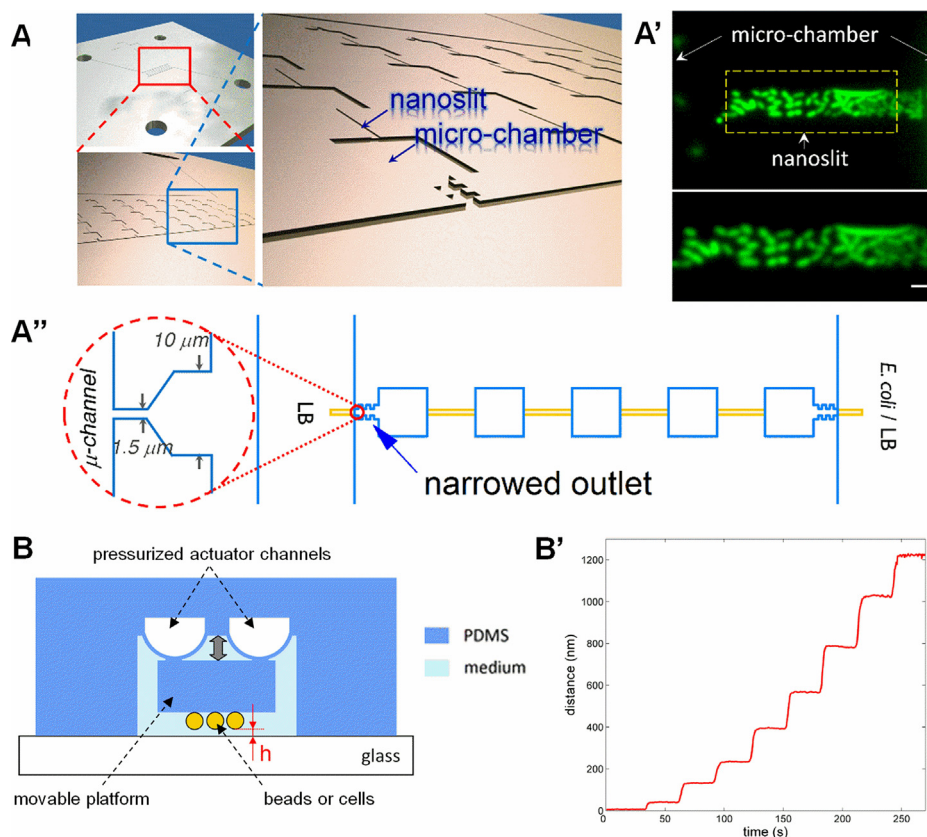 A
nanoslit
micro-chamber
A'
micro-chamber
nanoslit
A"
10 μm
μ-channel
1.5 μm
LB
narrowed outlet
E. coli / LB
B
pressurized actuator channels
PDMS
medium
h
glass
movable platform
beads or cells
B'
distance (nm)
1200
1000
800
600
400
200
0
0 50 100 150 200 250
time (s)